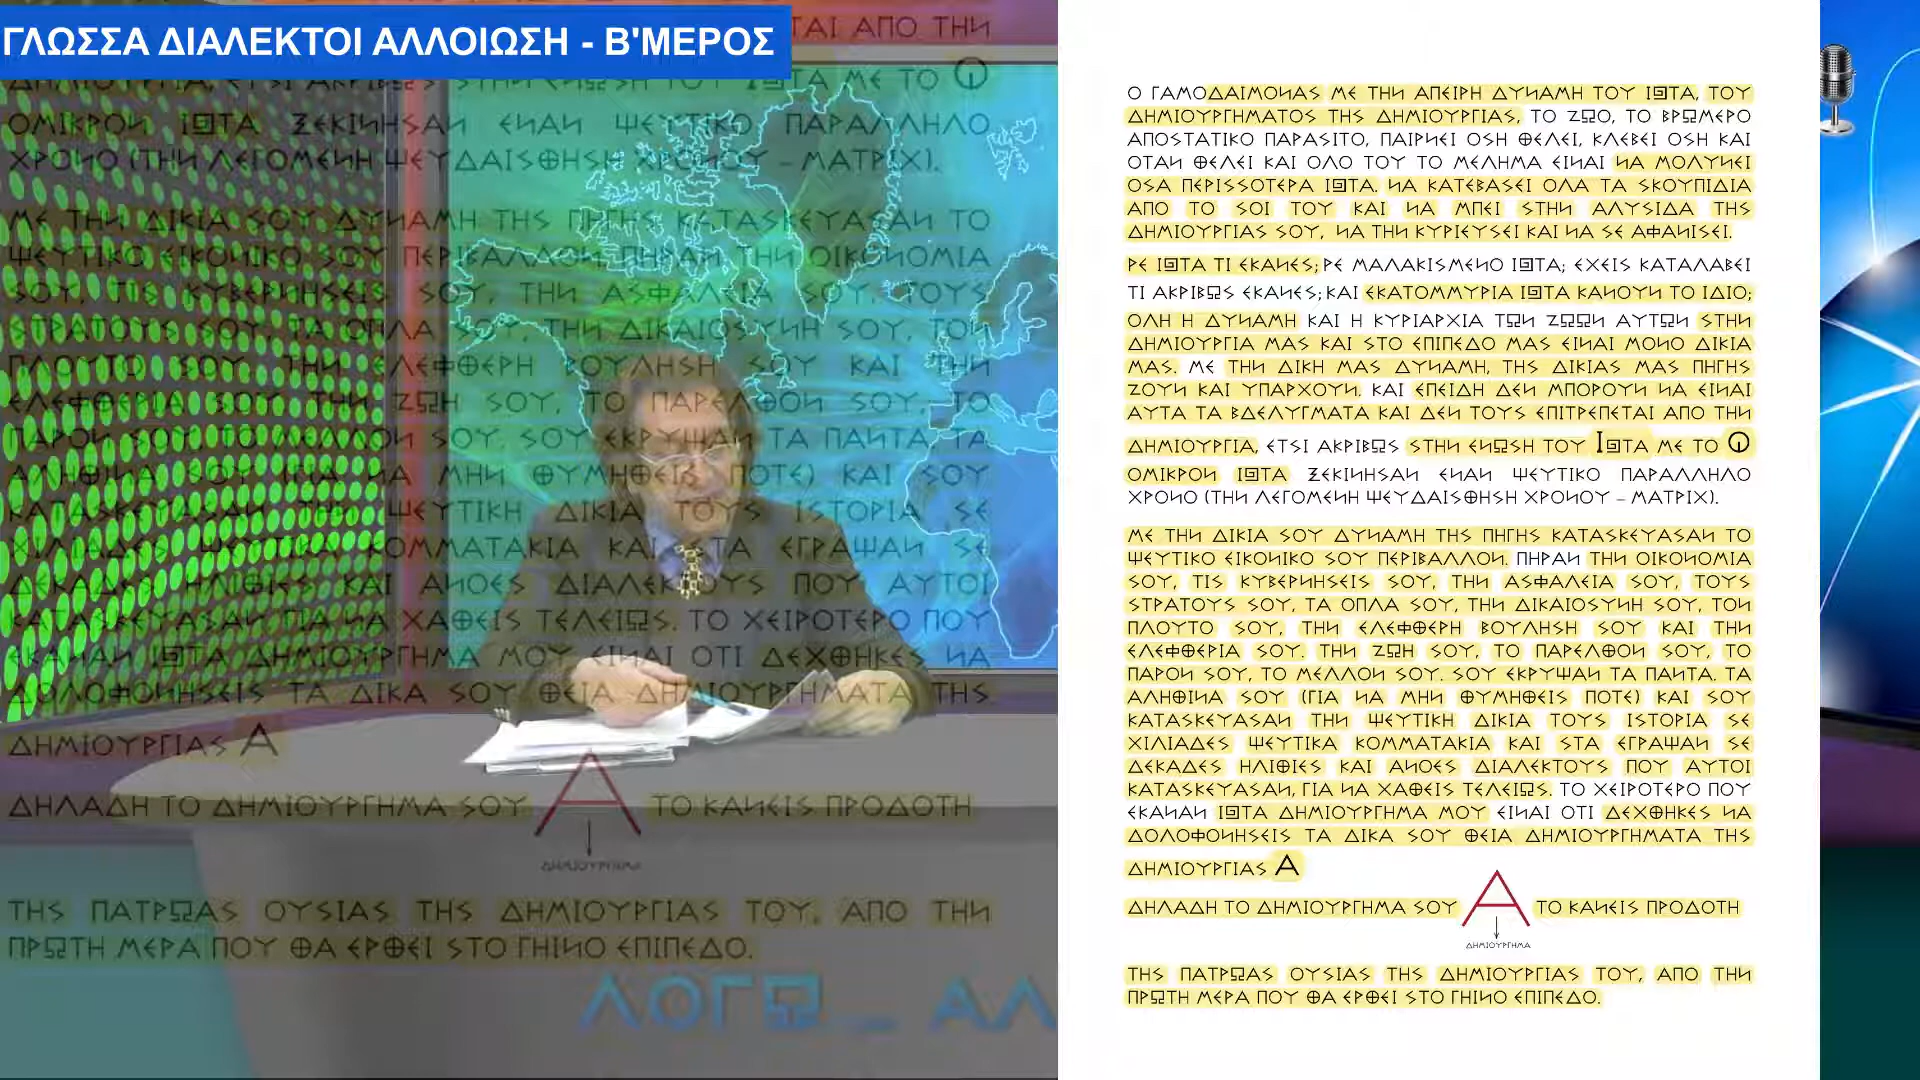 ΓΛΩΣΣΑ ΔΙΑΛΕΚΤΟΙ ΑΛΛΟΙΩΣΗ - Β'ΜΕΡΟΣ
Ο ΓΑΜΟΔΑΙΜΟΝΑΣ ΜΕ ΤΗΝ ΑΠΕΙΡΗ ΔΥΝΑΜΗ ΤΟΥ ΙΩΤΑ, ΤΟΥ
ΔΗΜΙΟΥΡΓΗΜΑΤΟΣ ΤΗΣ ΔΗΜΙΟΥΡΓΙΑΣ, ΤΟ ΖΩΟ, ΤΟ ΒΡΩΜΕΡΟ
ΑΠΟΣΤΑΤΙΚΟ ΠΑΡΑΣΙΤΟ, ΠΑΙΡΝΕΙ ΟΣΗ ΘΕΛΕΙ, ΚΛΕΒΕΙ ΟΣΗ ΚΑΙ
ΟΤΑΝ ΘΕΛΕΙ ΚΑΙ ΟΛΟ ΤΟΥ ΤΟ ΜΕΛΗΜΑ ΕΙΝΑΙ ΝΑ ΜΟΛΥΝΕΙ
ΟΣΑ ΠΕΡΙΣΣΟΤΕΡΑ ΙΩΤΑ. ΝΑ ΚΑΤΕΒΑΣΕΙ ΟΛΑ ΤΑ ΣΚΟΥΠΙΔΙΑ
ΑΠΟ ΤΟ ΣΟΙ ΤΟΥ ΚΑΙ ΝΑ ΜΠΕΙ ΣΤΗΝ ΑΛΥΣΙΔΑ ΤΗΣ
ΔΗΜΙΟΥΡΓΙΑΣ ΣΟΥ, ΝΑ ΤΗΝ ΚΥΡΙΕΥΣΕΙ ΚΑΙ ΝΑ ΣΕ ΑΦΑΝΙΣΕΙ.
ΡΕ ΙΩΤΑ ΤΙ ΕΚΑΝΕΣ; ΡΕ ΜΑΛΑΚΙΣΜΕΝΟ ΙΩΤΑ; ΕΧΕΙΣ ΚΑΤΑΛΑΒΕΙ
ΤΙ ΑΚΡΙΒΩΣ ΕΚΑΝΕΣ; ΚΑΙ ΕΚΑΤΟΜΜΥΡΙΑ ΙΩΤΑ ΚΑΝΟΥΝ ΤΟ ΙΔΙΟ;
ΟΛΗ Η ΔΥΝΑΜΗ ΚΑΙ Η ΚΥΡΙΑΡΧΙΑ ΤΩΝ ΖΩΩΝ ΑΥΤΩΝ ΣΤΗΝ
ΔΗΜΙΟΥΡΓΙΑ ΜΑΣ ΚΑΙ ΣΤΟ ΕΠΙΠΕΔΟ ΜΑΣ ΕΙΝΑΙ ΜΟΝΟ ΔΙΚΙΑ
ΜΑΣ. ΜΕ ΤΗΝ ΔΙΚΗ ΜΑΣ ΔΥΝΑΜΗ, ΤΗΣ ΔΙΚΙΑΣ ΜΑΣ ΠΗΓΗΣ
ΖΟΥΝ ΚΑΙ ΥΠΑΡΧΟΥΝ. ΚΑΙ ΕΠΕΙΔΗ ΔΕΝ ΜΠΟΡΟΥΝ ΝΑ ΕΙΝΑΙ
ΑΥΤΑ ΤΑ ΒΔΕΛΥΓΜΑΤΑ ΚΑΙ ΔΕΝ ΤΟΥΣ ΕΠΙΤΡΕΠΕΤΑΙ ΑΠΟ ΤΗΝ
ΔΗΜΙΟΥΡΓΙΑ, ΕΤΣΙ ΑΚΡΙΒΩΣ ΣΤΗΝ ΕΝΩΣΗ ΤΟΥ ΙΩΤΑ ΜΕ ΤΟ
ΟΜΙΚΡΟΝ ΙΩΤΑ ΞΕΚΙΝΗΣΑΝ ΕΝΑΝ ΨΕΥΤΙΚΟ ΠΑΡΑΛΛΗΛΟ
ΧΡΟΝΟ (ΤΗΝ ΛΕΓΟΜΕΝΗ ΨΕΥΔΑΙΣΘΗΣΗ ΧΡΟΝΟΥ – ΜΑΤΡΙΧ).
ΜΕ ΤΗΝ ΔΙΚΙΑ ΣΟΥ ΔΥΝΑΜΗ ΤΗΣ ΠΗΓΗΣ ΚΑΤΑΣΚΕΥΑΣΑΝ ΤΟ
ΨΕΥΤΙΚΟ ΕΙΚΟΝΙΚΟ ΣΟΥ ΠΕΡΙΒΑΛΛΟΝ. ΠΗΡΑΝ ΤΗΝ ΟΙΚΟΝΟΜΙΑ
ΣΟΥ, ΤΙΣ ΚΥΒΕΡΝΗΣΕΙΣ ΣΟΥ, ΤΗΝ ΑΣΦΑΛΕΙΑ ΣΟΥ, ΤΟΥΣ
ΣΤΡΑΤΟΥΣ ΣΟΥ, ΤΑ ΟΠΛΑ ΣΟΥ, ΤΗΝ ΔΙΚΑΙΟΣΥΝΗ ΣΟΥ, ΤΟΝ
ΠΛΟΥΤΟ ΣΟΥ, ΤΗΝ ΕΛΕΦΘΕΡΗ ΒΟΥΛΗΣΗ ΣΟΥ ΚΑΙ ΤΗΝ
ΕΛΕΦΘΕΡΙΑ ΣΟΥ. ΤΗΝ ΖΩΗ ΣΟΥ, ΤΟ ΠΑΡΕΛΘΟΝ ΣΟΥ, ΤΟ
ΠΑΡΟΝ ΣΟΥ, ΤΟ ΜΕΛΛΟΝ ΣΟΥ. ΣΟΥ ΕΚΡΥΨΑΝ ΤΑ ΠΑΝΤΑ. ΤΑ
ΑΛΗΘΙΝΑ ΣΟΥ (ΓΙΑ ΝΑ ΜΗΝ ΘΥΜΗΘΕΙΣ ΠΟΤΕ) ΚΑΙ ΣΟΥ
ΚΑΤΑΣΚΕΥΑΣΑΝ ΤΗΝ ΨΕΥΤΙΚΗ ΔΙΚΙΑ ΤΟΥΣ ΙΣΤΟΡΙΑ ΣΕ
ΧΙΛΙΑΔΕΣ ΨΕΥΤΙΚΑ ΚΟΜΜΑΤΑΚΙΑ ΚΑΙ ΣΤΑ ΕΓΡΑΨΑΝ ΣΕ
ΔΕΚΑΔΕΣ ΗΛΙΘΙΕΣ ΚΑΙ ΑΝΟΕΣ ΔΙΑΛΕΚΤΟΥΣ ΠΟΥ ΑΥΤΟΙ
ΚΑΤΑΣΚΕΥΑΣΑΝ, ΓΙΑ ΝΑ ΧΑΘΕΙΣ ΤΕΛΕΙΩΣ. ΤΟ ΧΕΙΡΟΤΕΡΟ ΠΟΥ
ΕΚΑΝΑΝ ΙΩΤΑ ΔΗΜΙΟΥΡΓΗΜΑ ΜΟΥ ΕΙΝΑΙ ΟΤΙ ΔΕΧΘΗΚΕΣ ΝΑ
ΔΟΛΟΦΟΝΗΣΕΙΣ ΤΑ ΔΙΚΑ ΣΟΥ ΘΕΙΑ ΔΗΜΙΟΥΡΓΗΜΑΤΑ ΤΗΣ
ΔΗΜΙΟΥΡΓΙΑΣ Α
ΔΗΛΑΔΗ ΤΟ ΔΗΜΙΟΥΡΓΗΜΑ ΣΟΥ Α ΤΟ ΚΑΝΕΙΣ ΠΡΟΔΟΤΗ
ΔΗΜΙΟΥΡΓΗΜΑ
ΤΗΣ ΠΑΤΡΩΑΣ ΟΥΣΙΑΣ ΤΗΣ ΔΗΜΙΟΥΡΓΙΑΣ ΤΟΥ, ΑΠΟ ΤΗΝ
ΠΡΩΤΗ ΜΕΡΑ ΠΟΥ ΘΑ ΕΡΘΕΙ ΣΤΟ ΓΗΙΝΟ ΕΠΙΠΕΔΟ.